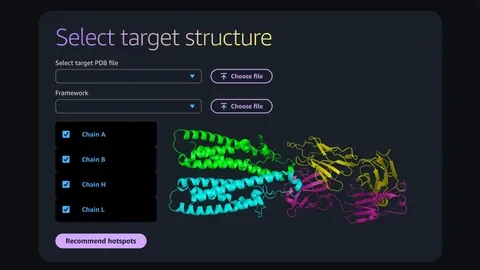 Select target structure
Select target PDB file
Choose file
Framework
Choose file
Chain A
Chain B
Chain H
Chain L
Recommend hotspots